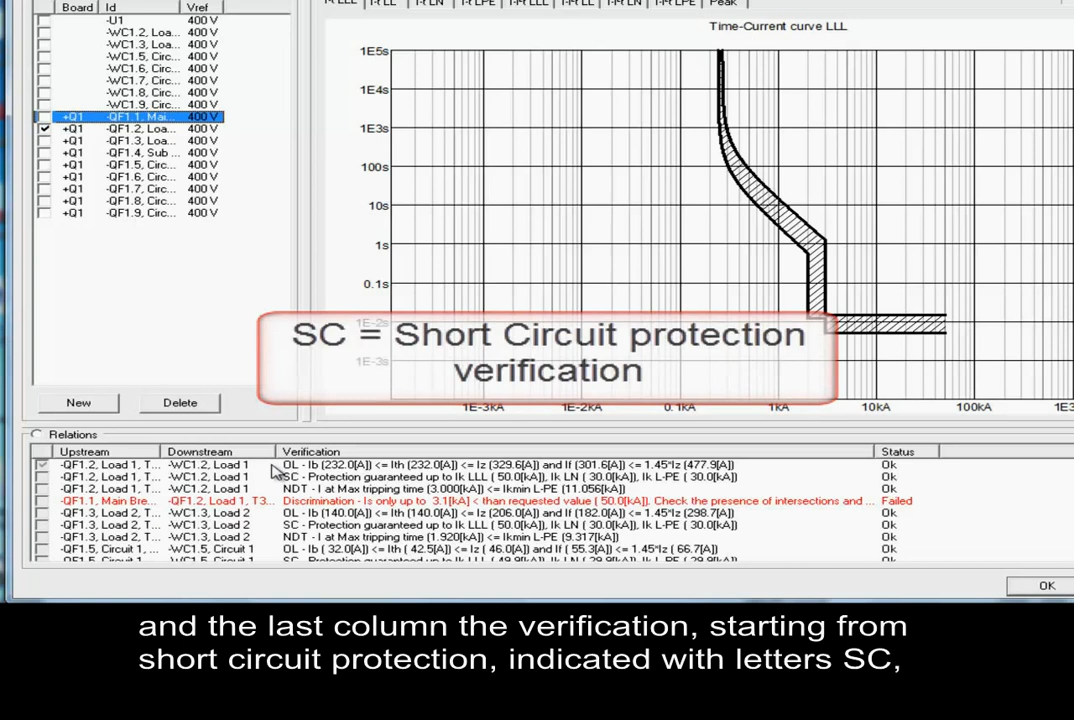 Board Id Vref
-U1 400 V
-WC1.2, Loa... 400 V
-WC1.3, Loa... 400 V
-WC1.5, Circ... 400 V
-WC1.6, Circ... 400 V
-WC1.7, Circ... 400 V
-WC1.8, Circ... 400 V
-WC1.9, Circ... 400 V
+Q1 -QF1.1, Mai... 400 V
+Q1 -QF1.2, Loa... 400 V
+Q1 -QF1.3, Loa... 400 V
+Q1 -QF1.4, Sub ... 400 V
+Q1 -QF1.5, Circ... 400 V
+Q1 -QF1.6, Circ... 400 V
+Q1 -QF1.7, Circ... 400 V
+Q1 -QF1.8, Circ... 400 V
+Q1 -QF1.9, Circ... 400 V
New Delete
Peak
Time-Current curve LLL
1E5s
1E4s
1E3s
100s
10s
1s
0.1s
1E-2s
1E-3s
1E-3kA 1E-2kA 0.1kA 1kA 10kA 100kA 1E3
SC = Short Circuit protection
verification
Relations
Upstream Downstream Verification Status
-QF1.2, Load 1, T... -WC1.2, Load 1 OL - Ib (232.0[A]) <= Ith (232.0[A]) <= Iz (329.6[A]) and If (301.6[A]) <= 1.45*Iz (477.9[A]) Ok
-QF1.2, Load 1, T... -WC1.2, Load 1 SC - Protection guaranteed up to Ik LLL ( 50.0[kA]), Ik LN ( 30.0[kA]), Ik L-PE ( 30.0[kA]) Ok
-QF1.2, Load 1, T... -WC1.2, Load 1 NDT - I at Max tripping time (3.000[kA]) <= Ikmin L-PE (11.056[kA]) Ok
-QF1.1, Main Bre... -QF1.2, Load 1, T3... Discrimination - Is only up to 3.1[kA] < than requested value ( 50.0[kA]). Check the presence of intersections and ... Failed
-QF1.3, Load 2, T... -WC1.3, Load 2 OL - Ib (140.0[A]) <= Ith (140.0[A]) <= Iz (206.0[A]) and If (182.0[A]) <= 1.45*Iz (298.7[A]) Ok
-QF1.3, Load 2, T... -WC1.3, Load 2 SC - Protection guaranteed up to Ik LLL ( 50.0[kA]), Ik LN ( 30.0[kA]), Ik L-PE ( 30.0[kA]) Ok
-QF1.3, Load 2, T... -WC1.3, Load 2 NDT - I at Max tripping time (1.920[kA]) <= Ikmin L-PE (9.317[kA]) Ok
-QF1.5, Circuit 1, ... -WC1.5, Circuit 1 OL - Ib ( 32.0[A]) <= Ith ( 42.5[A]) <= Iz ( 46.0[A]) and If ( 55.3[A]) <= 1.45*Iz ( 66.7[A]) Ok
OK
and the last column the verification, starting from
short circuit protection, indicated with letters SC,